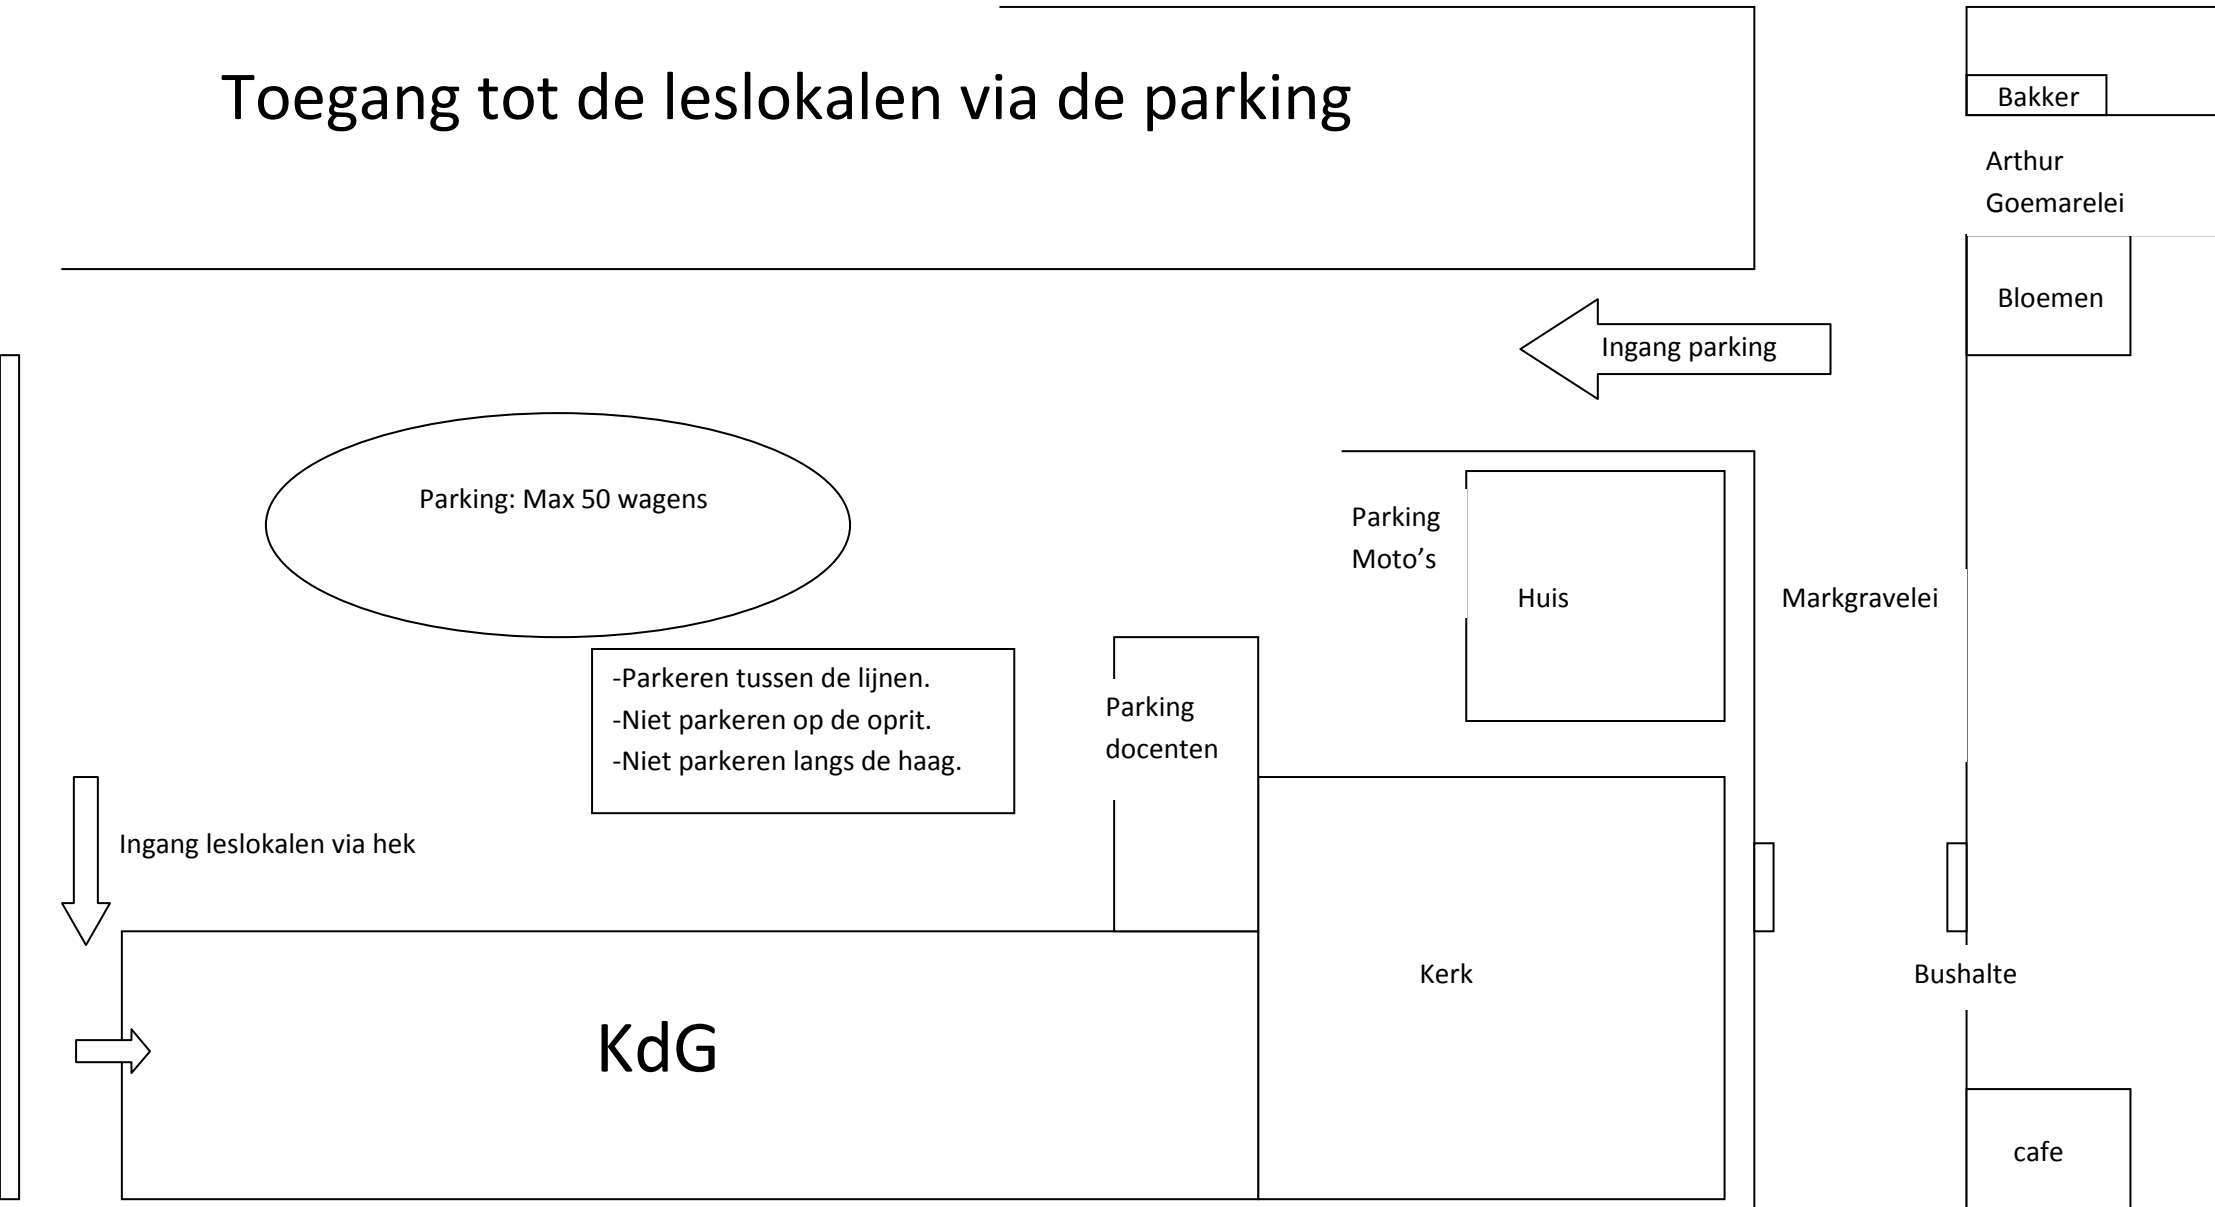 Toegang tot de leslokalen via de parking
Bakker
Arthur
Goemarelei
Bloemen
Ingang parking
Parking: Max 50 wagens
Parking
Moto's
Huis
Markgravelei
-Parkeren tussen de lijnen.
-Niet parkeren op de oprit.
-Niet parkeren langs de haag.
Parking
docenten
Ingang leslokalen via hek
Kerk
Bushalte
KdG
cafe